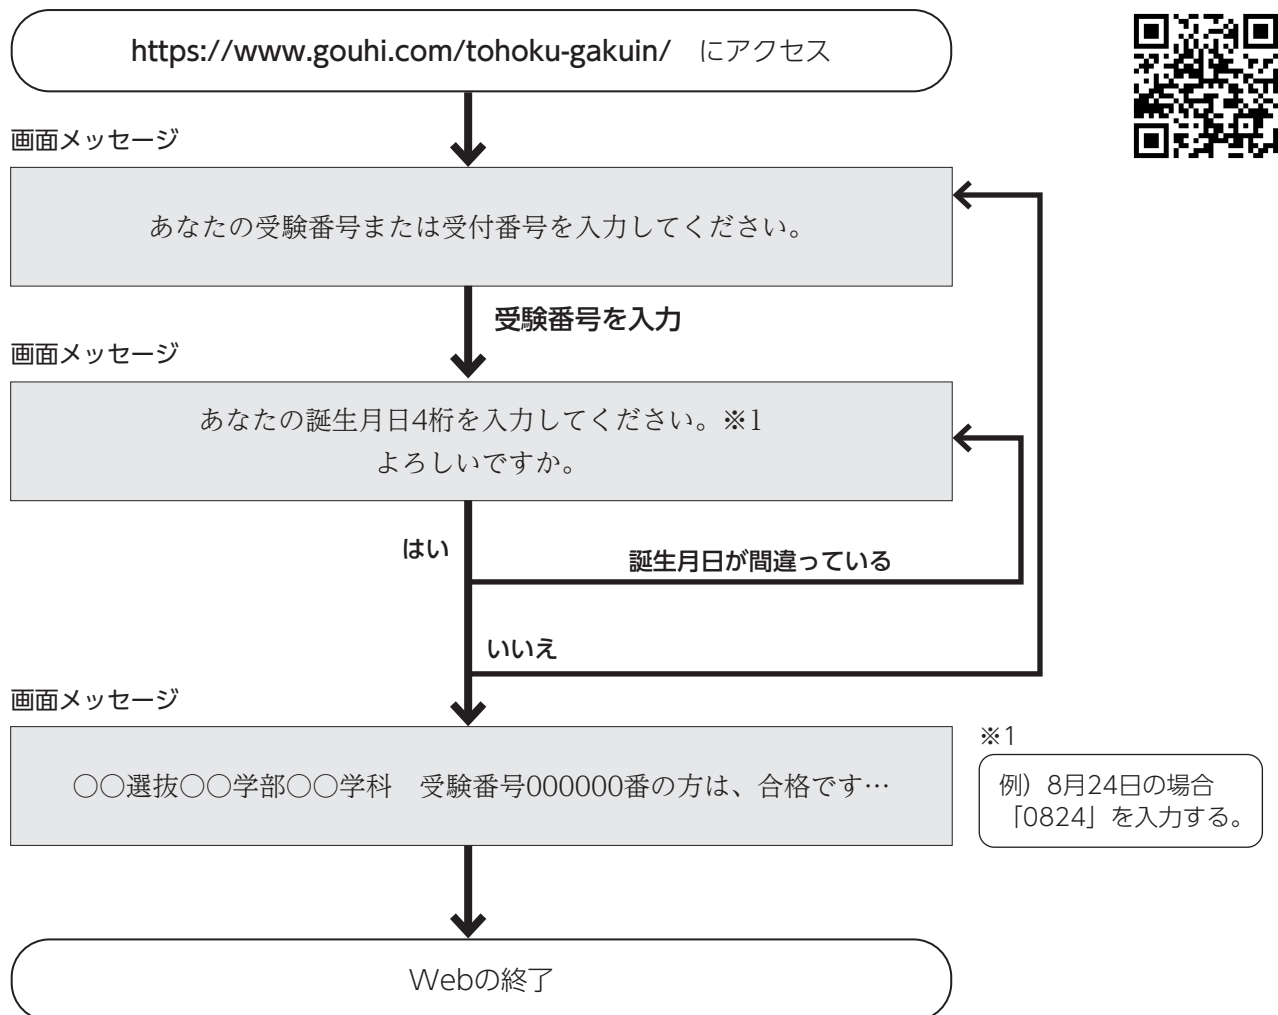 https://www.gouhi.com/tohoku-gakuin/ にアクセス
画面メッセージ
あなたの受験番号または受付番号を入力してください。
受験番号を入力
画面メッセージ
あなたの誕生月日4桁を入力してください。※1
よろしいですか。
はい
誕生月日が間違っている
いいえ
画面メッセージ
○○選抜○○学部○○学科 受験番号000000番の方は、合格です…
※1
例）8月24日の場合
「0824」を入力する。
Webの終了